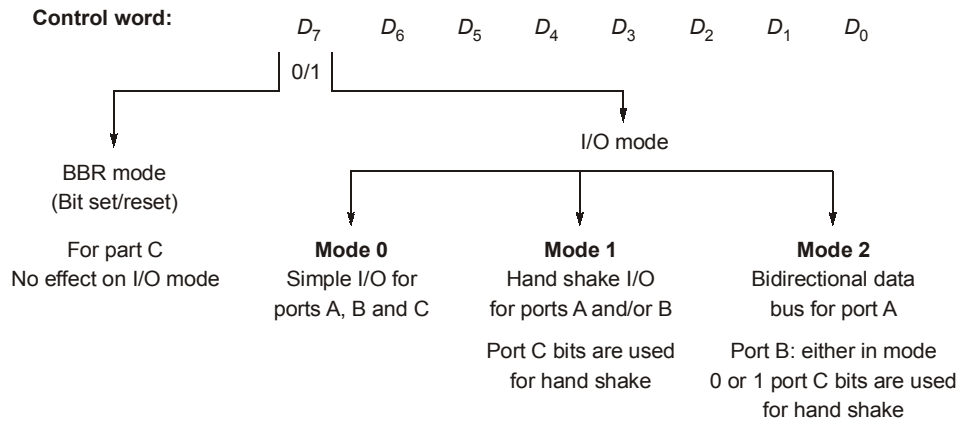 Control word:
D7 D6 D5 D4 D3 D2 D1 D0
0/1
I/O mode
BBR mode
(Bit set/reset)
For part C
No effect on I/O mode
Mode 0
Simple I/O for
ports A, B and C
Mode 1
Hand shake I/O
for ports A and/or B
Port C bits are used
for hand shake
Mode 2
Bidirectional data
bus for port A
Port B: either in mode
0 or 1 port C bits are used
for hand shake